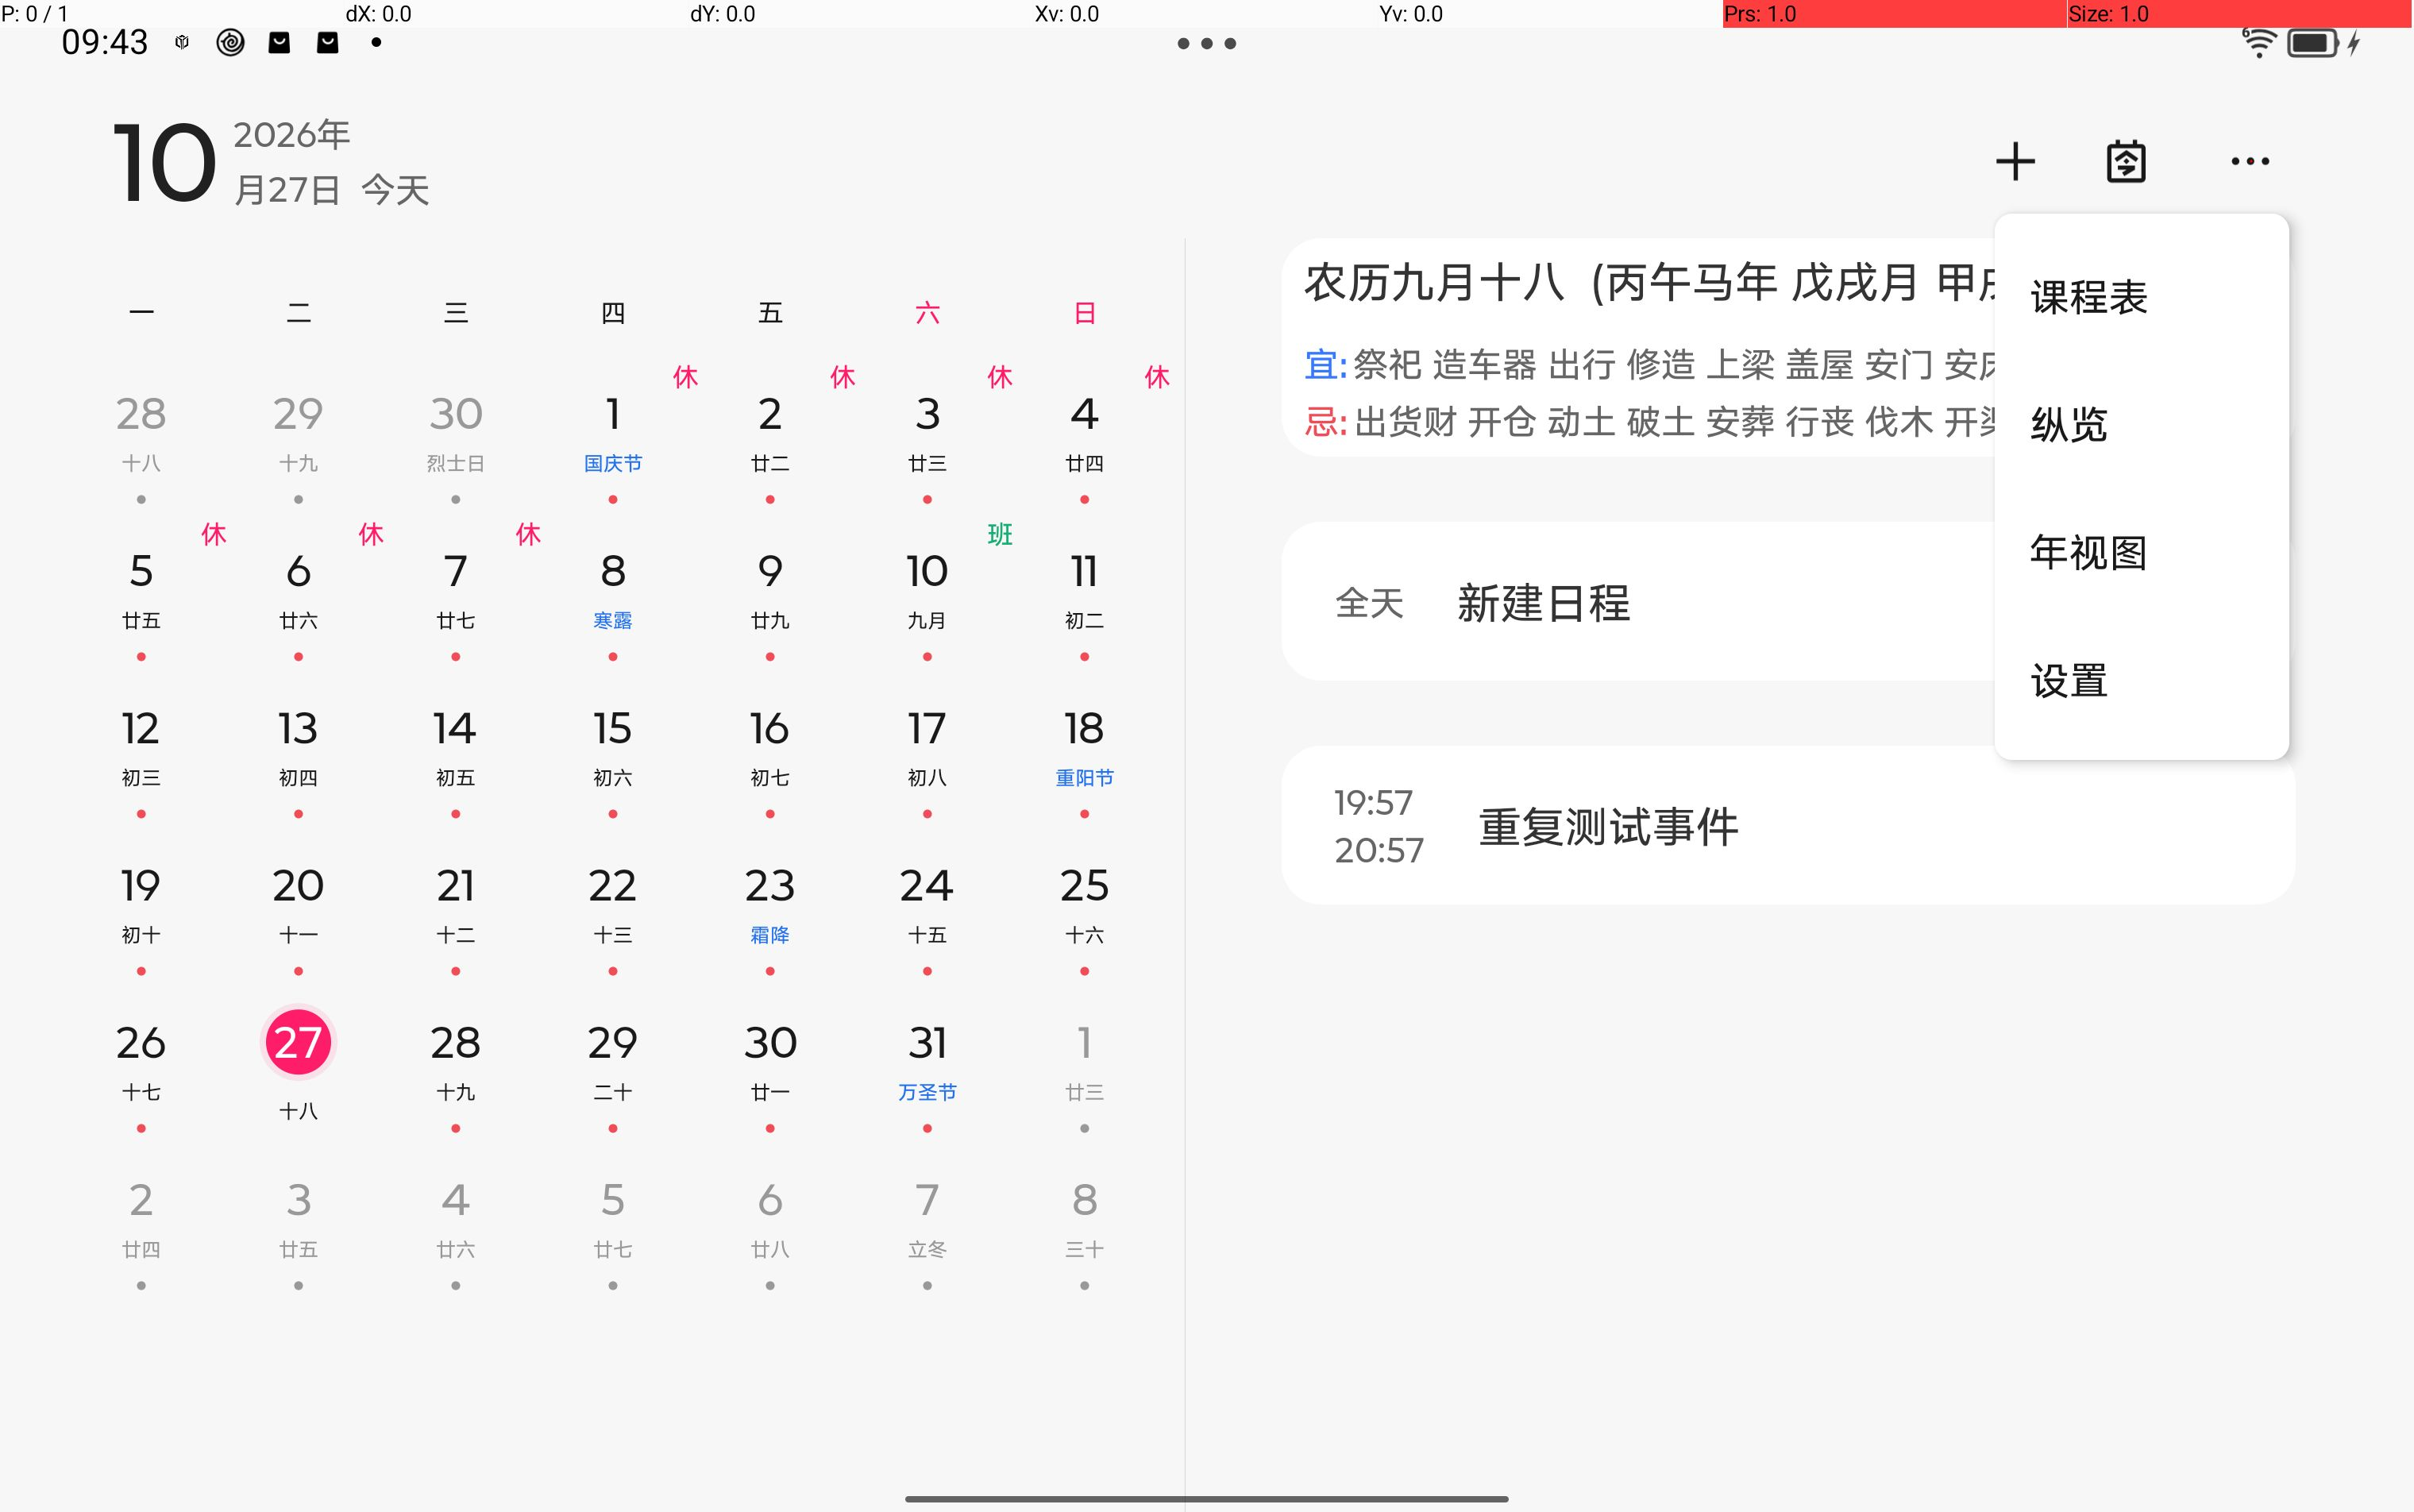 P: 0 / 1 dX: 0.0 dY: 0.0 Xv: 0.0 Yv: 0.0 Prs: 1.0 Size: 1.0
09:43
10 2026年
月27日 今天
一 二 三 四 五 六 日
休 休 休 休
28 29 30 1 2 3 4
十八 十九 烈士日 国庆节 廿二 廿三 廿四
休 休 休 班
5 6 7 8 9 10 11
廿五 廿六 廿七 寒露 廿九 九月 初二
12 13 14 15 16 17 18
初三 初四 初五 初六 初七 初八 重阳节
19 20 21 22 23 24 25
初十 十一 十二 十三 霜降 十五 十六
26 27 28 29 30 31 1
十七 十八 十九 二十 廿一 万圣节 廿三
2 3 4 5 6 7 8
廿四 廿五 廿六 廿七 廿八 立冬 三十
农历九月十八 (丙午马年 戊戌月 甲
宜: 祭祀 造车器 出行 修造 上梁 盖屋 安门 安
忌: 出货财 开仓 动土 破土 安葬 行丧 伐木 开
全天 新建日程
19:57
20:57
重复测试事件
课程表
纵览
年视图
设置